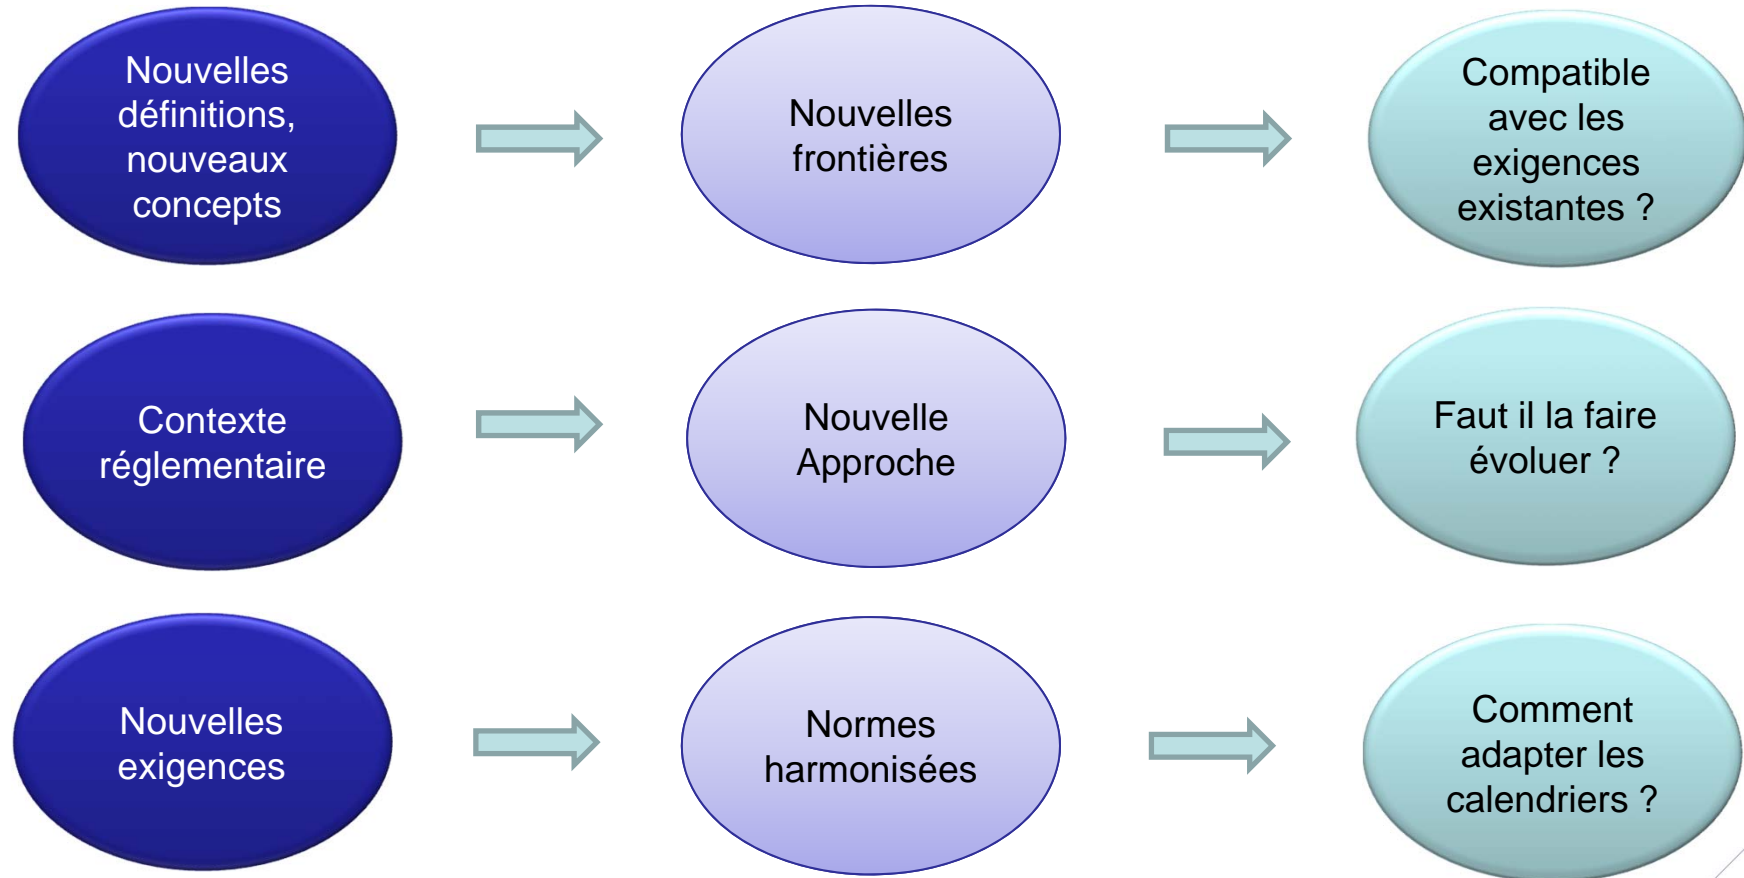 Nouvelles
définitions,
nouveaux
concepts
Nouvelles
frontières
Compatible
avec les
exigences
existantes ?
Contexte
réglementaire
Nouvelle
Approche
Faut il la faire
évoluer ?
Nouvelles
exigences
Normes
harmonisées
Comment
adapter les
calendriers ?